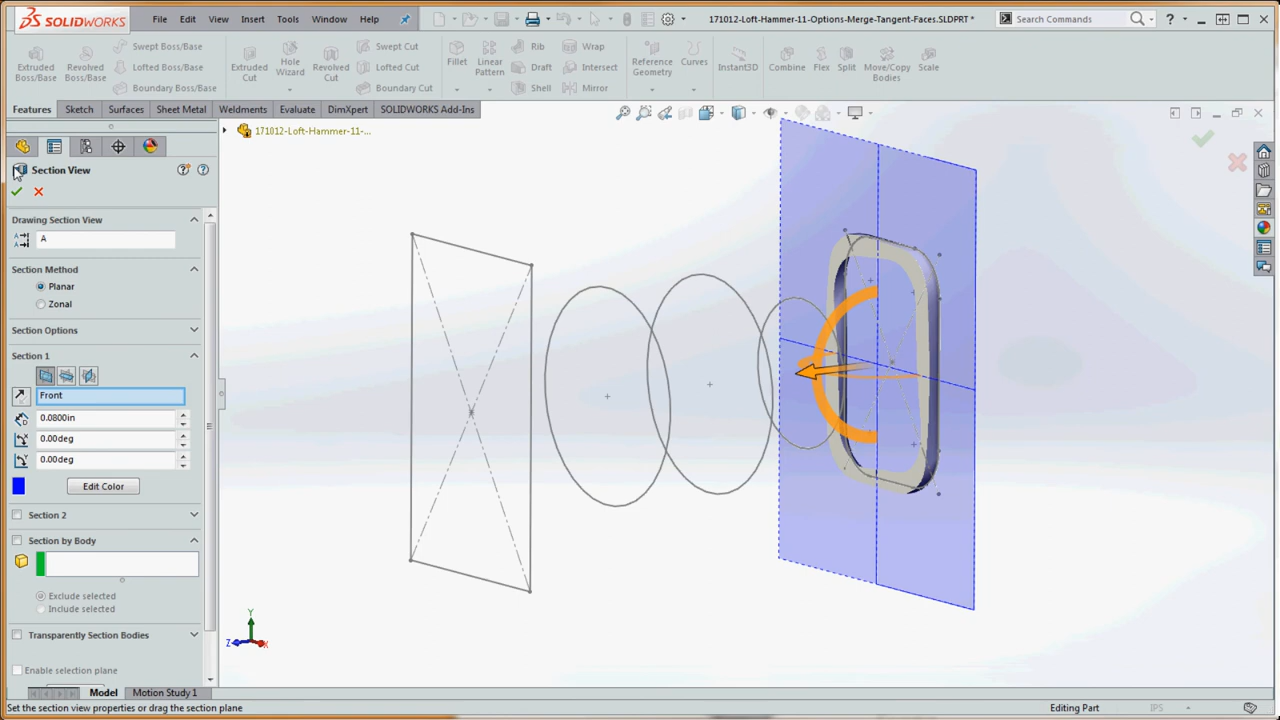 SOLIDWORKS File Edit View Insert Tools Window Help 171012-Loft-Hammer-11-Options-Merge-Tangent-Faces.SLDPRT * Search Commands ?
Extruded Boss/Base
Revolved Boss/Base
Swept Boss/Base
Lofted Boss/Base
Boundary Boss/Base
Extruded Cut
Hole Wizard
Revolved Cut
Swept Cut
Lofted Cut
Boundary Cut
Fillet
Linear Pattern
Rib
Draft
Shell
Wrap
Intersect
Mirror
Reference Geometry
Curves
Instant3D
Combine
Flex
Split
Move/Copy Bodies
Scale
Features Sketch Surfaces Sheet Metal Weldments Evaluate DimXpert SOLIDWORKS Add-Ins
171012-Loft-Hammer-11-...
Section View
Drawing Section View
A
Section Method
Planar
Zonal
Section Options
Section 1
Front
0.0800in
0.00deg
0.00deg
Edit Color
Section 2
Section by Body
Exclude selected
Include selected
Transparently Section Bodies
Enable selection plane
Y
Z X
Model Motion Study 1
Set the section view properties or drag the section plane Editing Part IPS